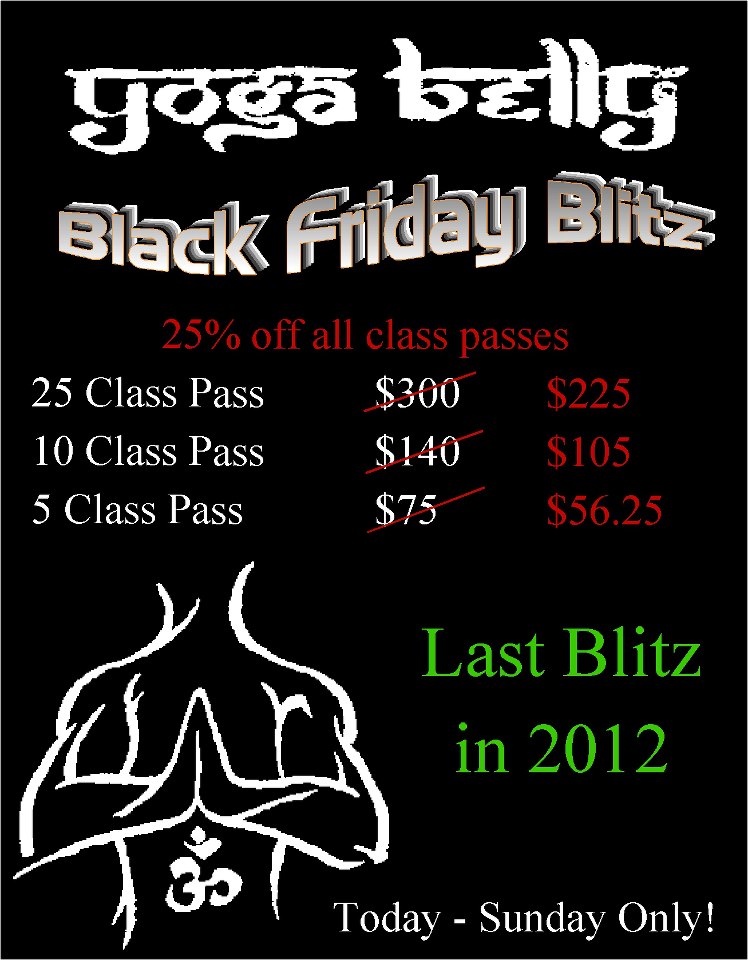 yoga belly
Black Friday Blitz
25% off all class passes
25 Class Pass $300 $225
10 Class Pass $140 $105
5 Class Pass $75 $56.25
Last Blitz
in 2012
ॐ
Today - Sunday Only!